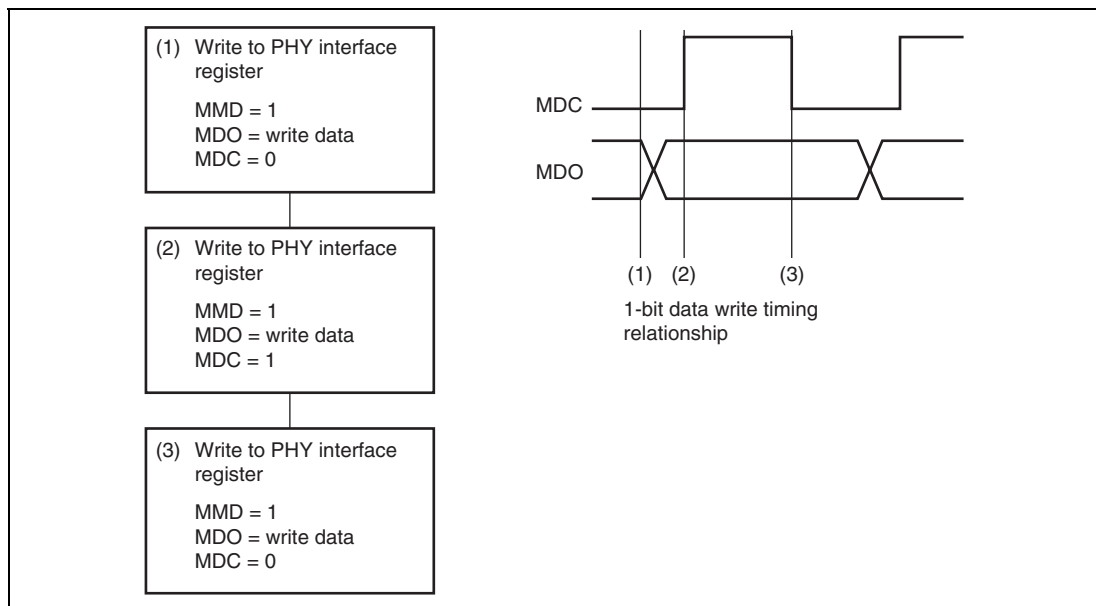 (1) Write to PHY interface
register
MMD = 1
MDO = write data
MDC = 0
(2) Write to PHY interface
register
MMD = 1
MDO = write data
MDC = 1
(3) Write to PHY interface
register
MMD = 1
MDO = write data
MDC = 0
MDC
MDO
(1) (2) (3)
1-bit data write timing
relationship